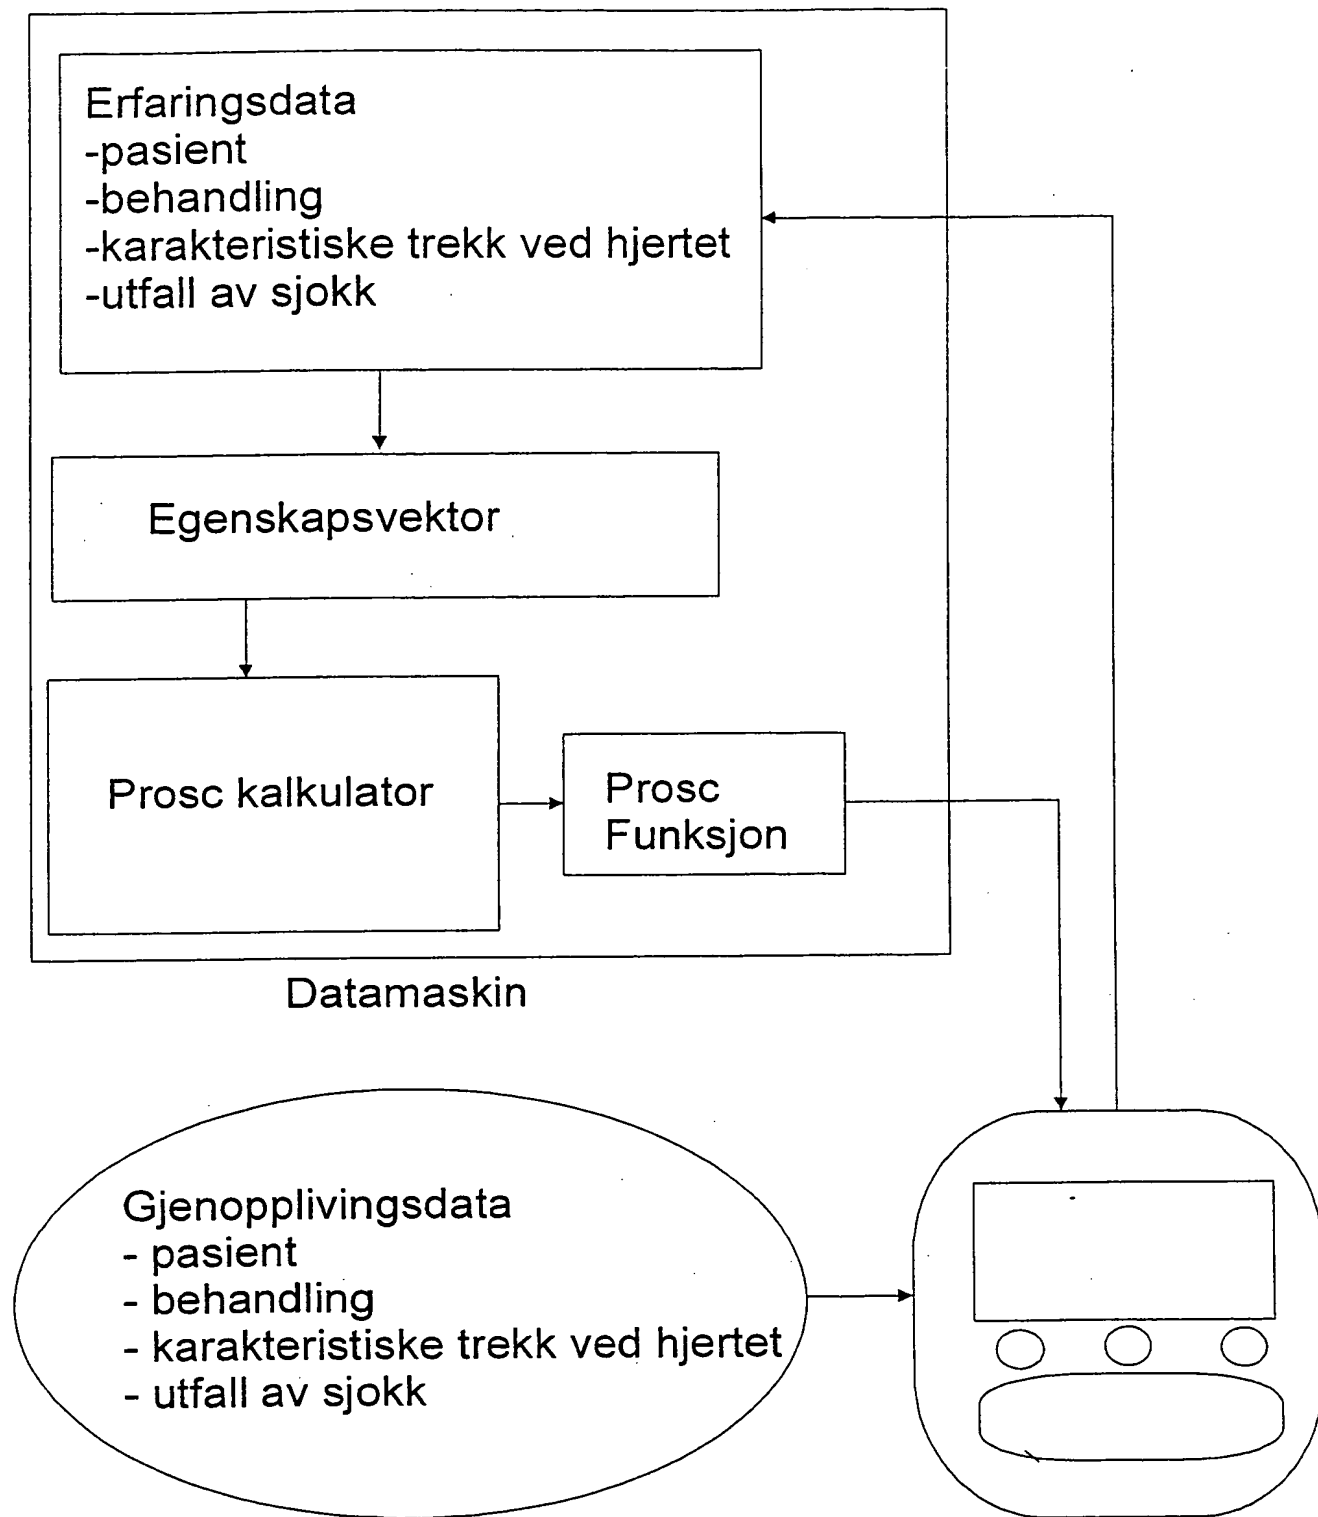 Erfaringsdata
-pasient
-behandling
-karakteristiske trekk ved hjertet
-utfall av sjokk
Egenskapsvektor
Prosc kalkulator
Prosc
Funksjon
Datamaskin
Gjenopplivingsdata
- pasient
- behandling
- karakteristiske trekk ved hjertet
- utfall av sjokk